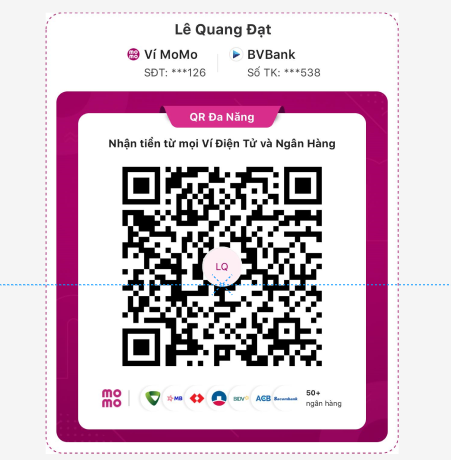 Lê Quang Đạt
Ví MoMo
SĐT: ***126
BVBank
Số TK: ***538
QR Đa Năng
Nhận tiền từ mọi Ví Điện Tử và Ngân Hàng
LQ
mo
mo
MB
BIDV
ACB
Sacombank
50+
ngân hàng